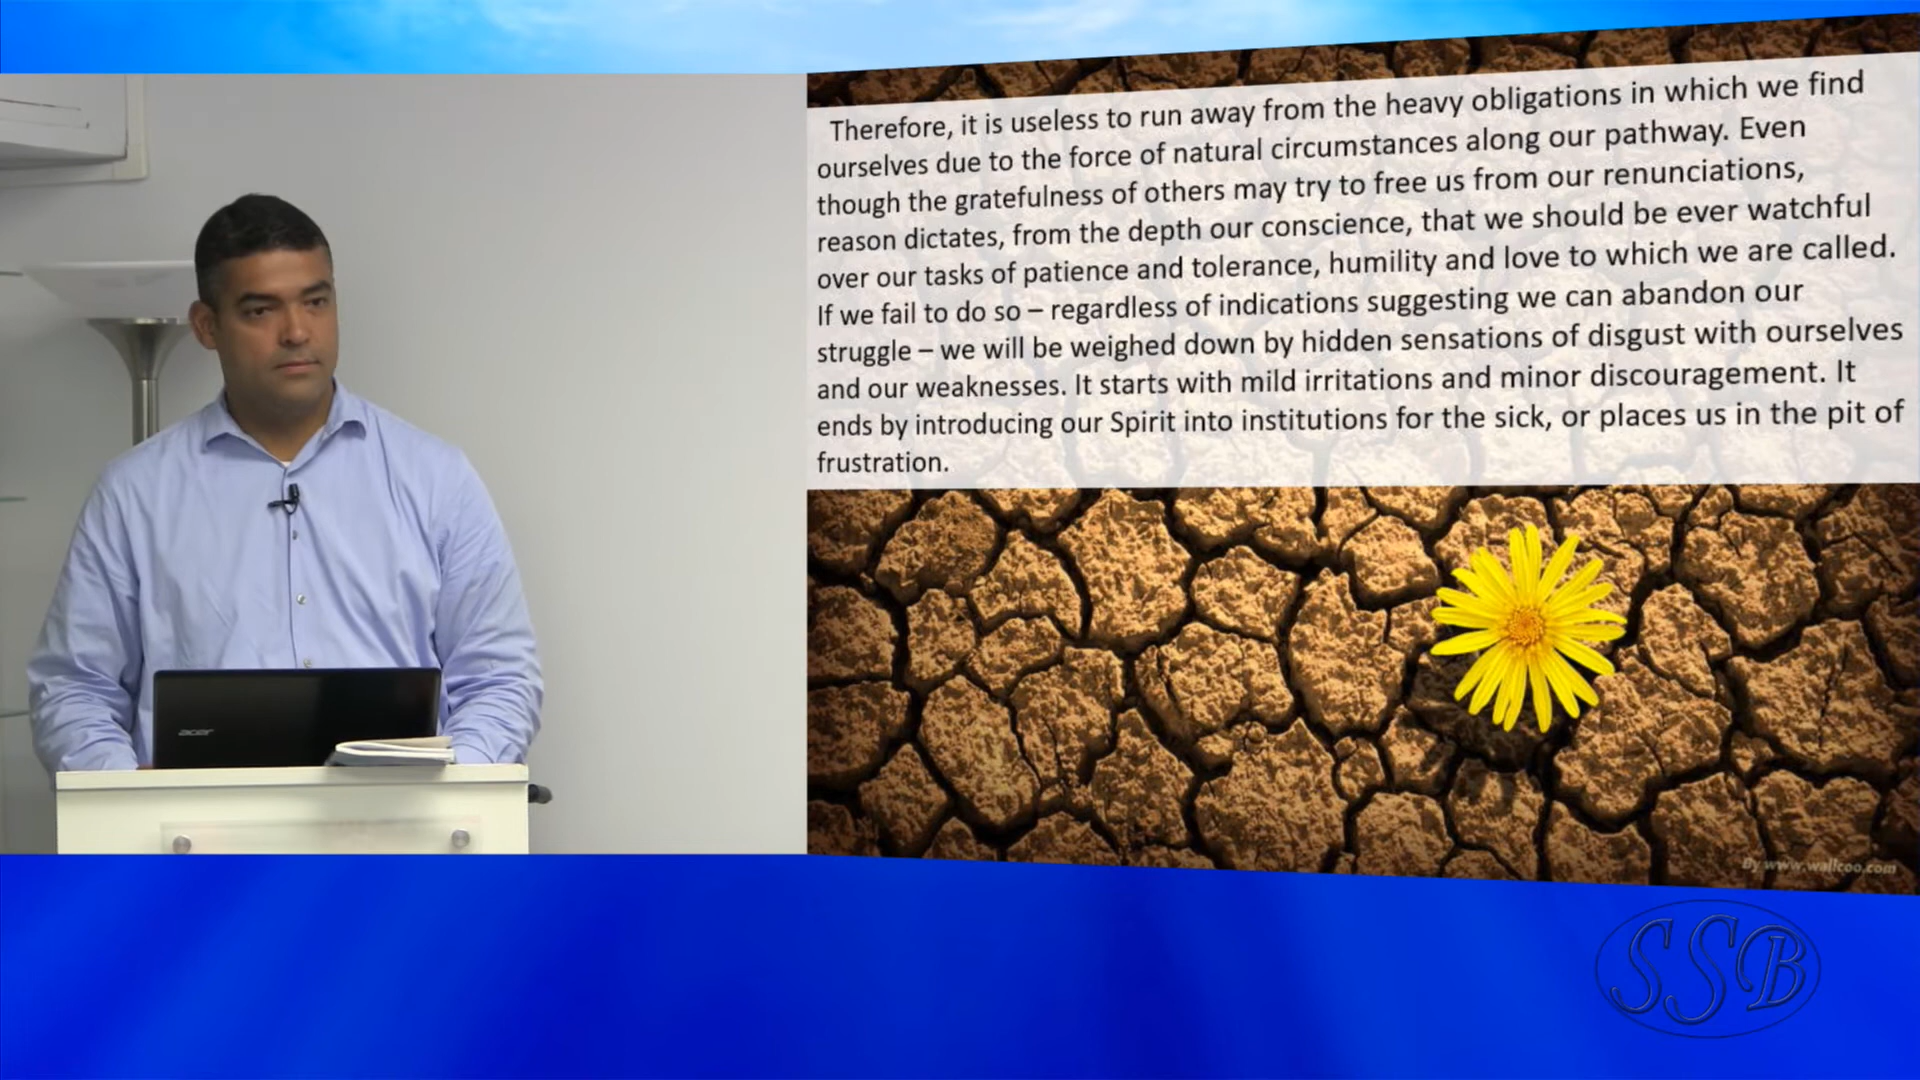 Therefore, it is useless to run away from the heavy obligations in which we find
ourselves due to the force of natural circumstances along our pathway. Even
though the gratefulness of others may try to free us from our renunciations,
reason dictates, from the depth our conscience, that we should be ever watchful
over our tasks of patience and tolerance, humility and love to which we are called.
If we fail to do so – regardless of indications suggesting we can abandon our
struggle – we will be weighed down by hidden sensations of disgust with ourselves
and our weaknesses. It starts with mild irritations and minor discouragement. It
ends by introducing our Spirit into institutions for the sick, or places us in the pit of
frustration.
acer
By www.wallcoo.com
SSB